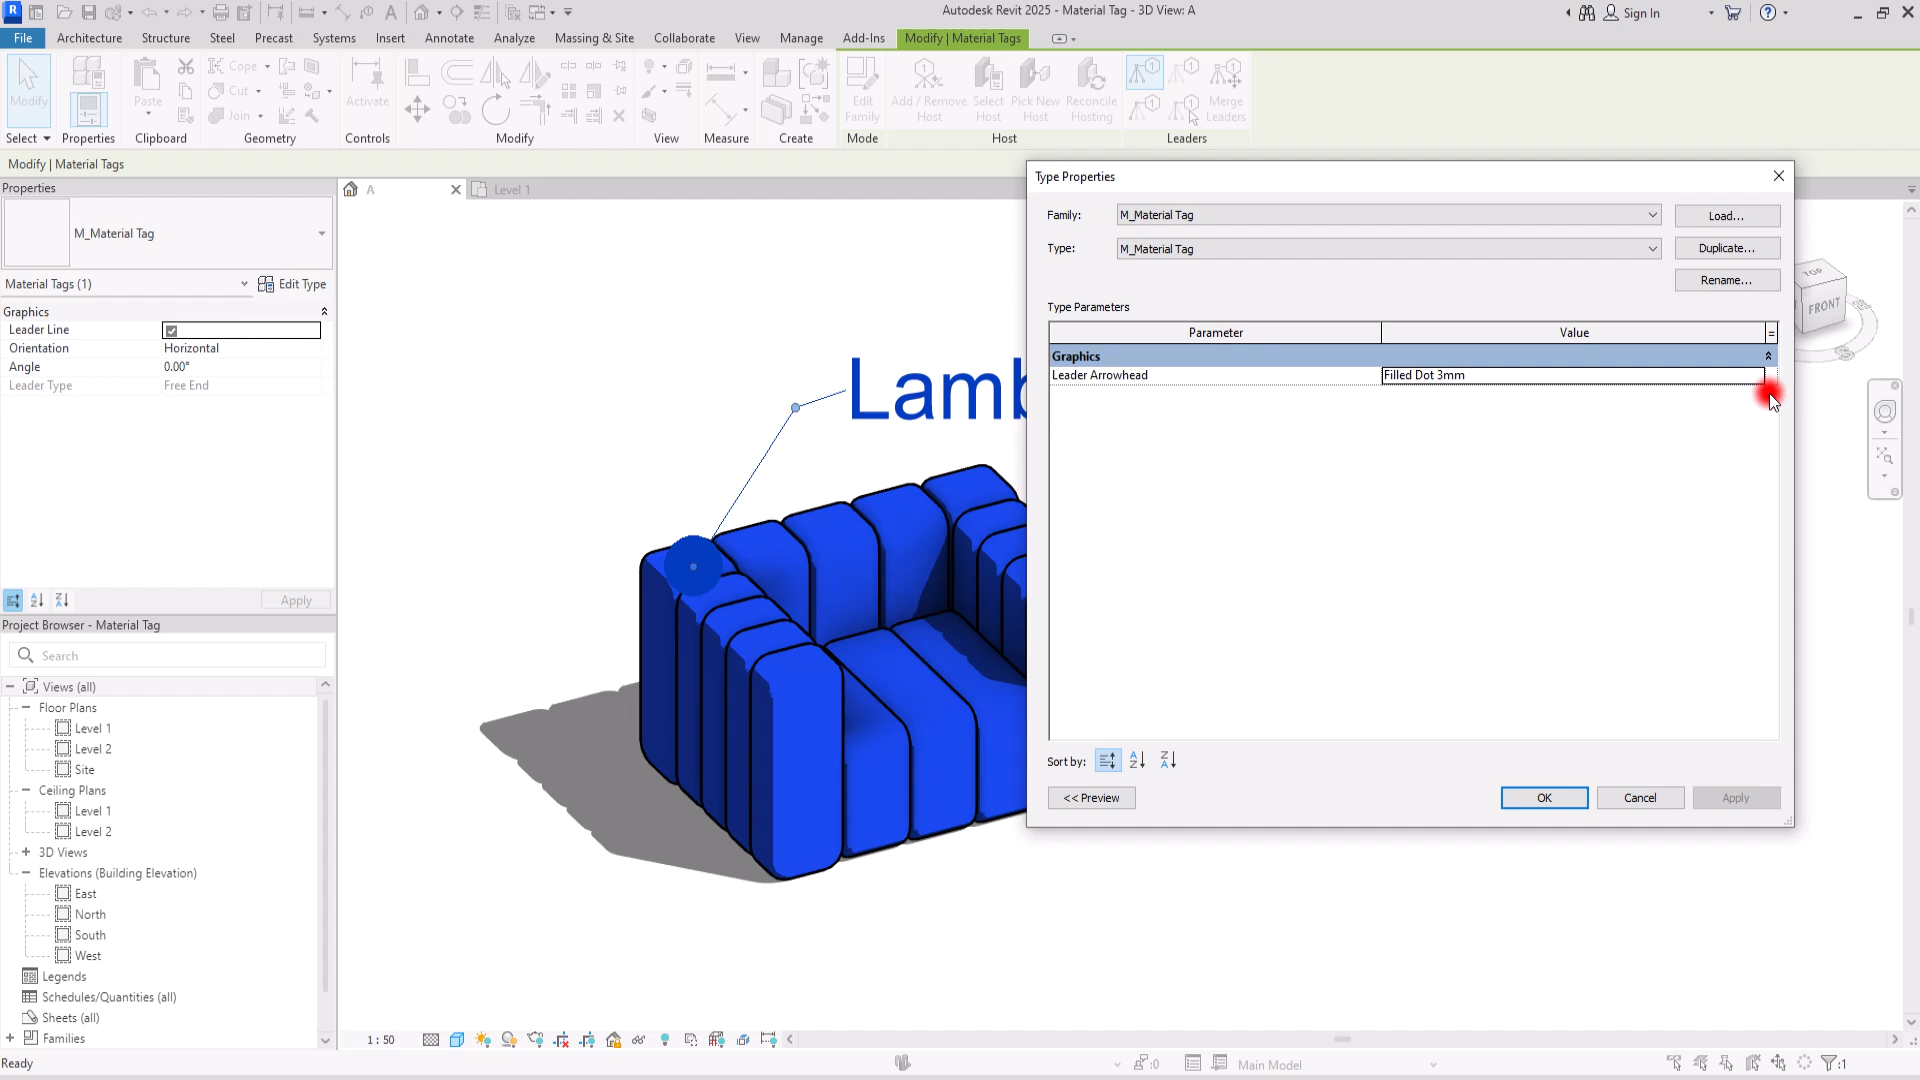 R Autodesk Revit 2025 - Material Tag - 3D View: A Sign In
File Architecture Structure Steel Precast Systems Insert Annotate Analyze Massing & Site Collaborate View Manage Add-Ins Modify | Material Tags
Modify Paste Cope Cut Join Activate Edit Family Add / Remove Host Select Host Pick New Host Reconcile Hosting Merge Leaders
Select Properties Clipboard Geometry Controls Modify View Measure Create Mode Host Leaders
Modify | Material Tags
Properties
M_Material Tag
Material Tags (1) Edit Type
Graphics
Leader Line
Orientation Horizontal
Angle 0.00°
Leader Type Free End
Apply
Project Browser - Material Tag
Search
Views (all)
Floor Plans
Level 1
Level 2
Site
Ceiling Plans
Level 1
Level 2
3D Views
Elevations (Building Elevation)
East
North
South
West
Legends
Schedules/Quantities (all)
Sheets (all)
Families
A Level 1
Lamb
TOP
FRONT
Type Properties
Family: M_Material Tag Load...
Type: M_Material Tag Duplicate...
Rename...
Type Parameters
Parameter Value =
Graphics
Leader Arrowhead Filled Dot 3mm
Sort by:
<< Preview OK Cancel Apply
1 : 50
Ready :0 Main Model :1